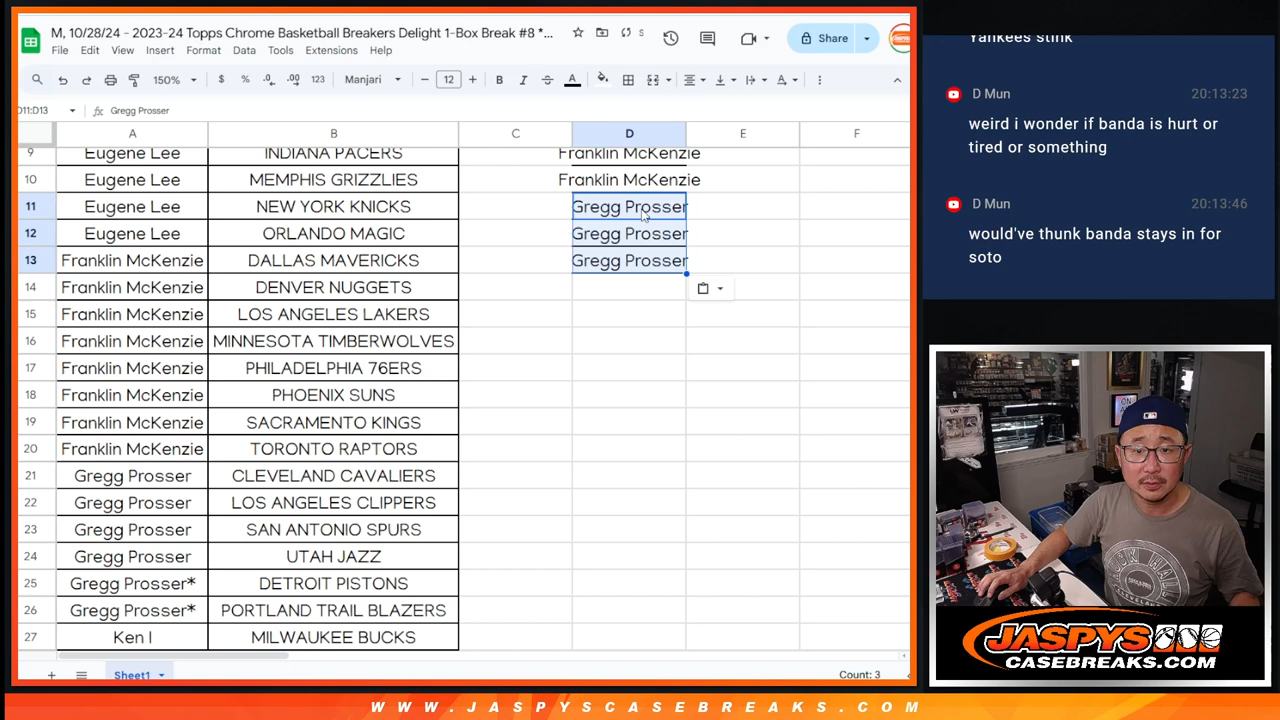 M, 10/28/24 - 2023-24 Topps Chrome Basketball Breakers Delight 1-Box Break #8 *...
File Edit View Insert Format Data Tools Extensions
Share
150% $ % .0 .00 123 Manjari 12 B I A
D11:D13 fx Gregg Prosser
A B C D E F
9 Eugene Lee INDIANA PACERS Franklin McKenzie
10 Eugene Lee MEMPHIS GRIZZLIES Franklin McKenzie
11 Eugene Lee NEW YORK KNICKS Gregg Prosser
12 Eugene Lee ORLANDO MAGIC Gregg Prosser
13 Franklin McKenzie DALLAS MAVERICKS Gregg Prosser
14 Franklin McKenzie DENVER NUGGETS
15 Franklin McKenzie LOS ANGELES LAKERS
16 Franklin McKenzie MINNESOTA TIMBERWOLVES
17 Franklin McKenzie PHILADELPHIA 76ERS
18 Franklin McKenzie PHOENIX SUNS
19 Franklin McKenzie SACRAMENTO KINGS
20 Franklin McKenzie TORONTO RAPTORS
21 Gregg Prosser CLEVELAND CAVALIERS
22 Gregg Prosser LOS ANGELES CLIPPERS
23 Gregg Prosser SAN ANTONIO SPURS
24 Gregg Prosser UTAH JAZZ
25 Gregg Prosser* DETROIT PISTONS
26 Gregg Prosser* PORTLAND TRAIL BLAZERS
27 Ken I MILWAUKEE BUCKS
Sheet1 Count: 3
Yankees stink
D Mun 20:13:23
weird i wonder if banda is hurt or
tired or something
D Mun 20:13:46
would've thunk banda stays in for
soto
JASPYS
CASEBREAKS.COM
WWW.JASPYSCASEBREAKS.COM